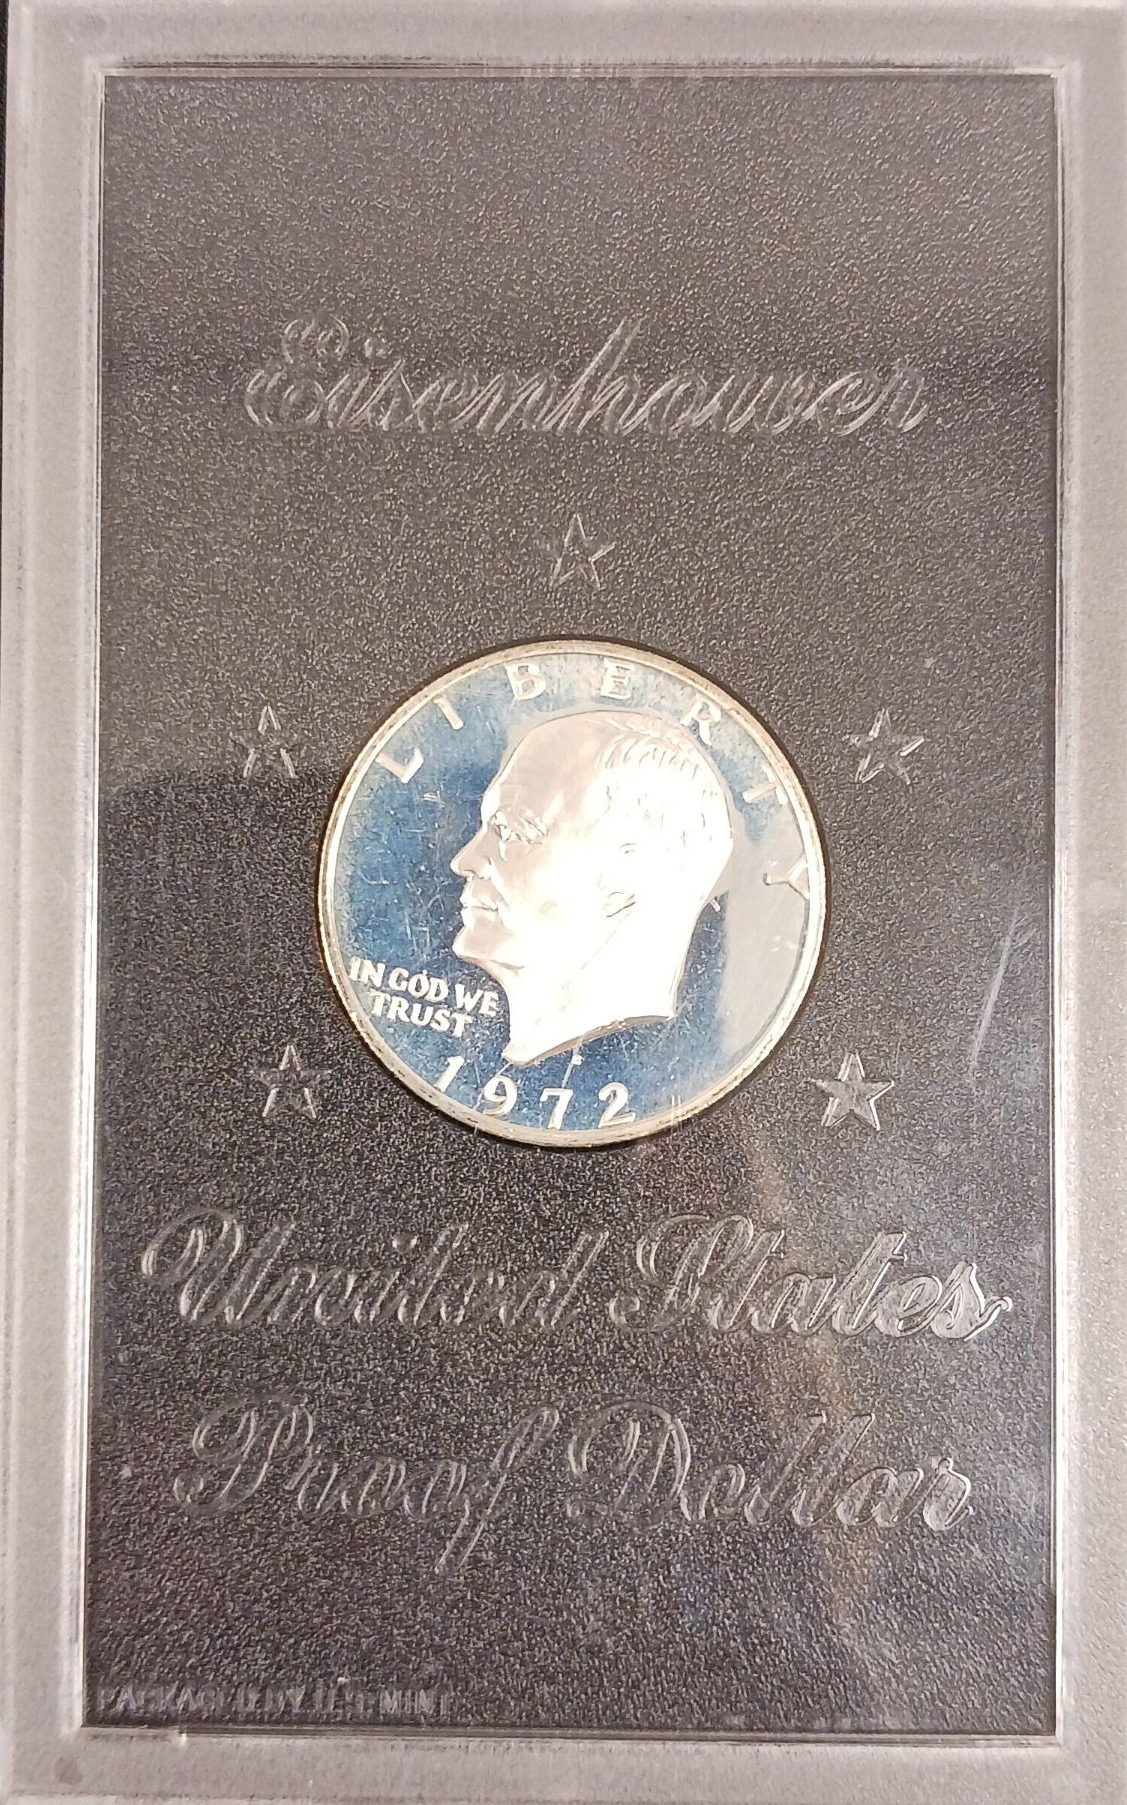 Eisenhower
LIBERTY
IN GOD WE
TRUST
1972
United States
Proof Dollar
PACKAGED BY U.S. MINT